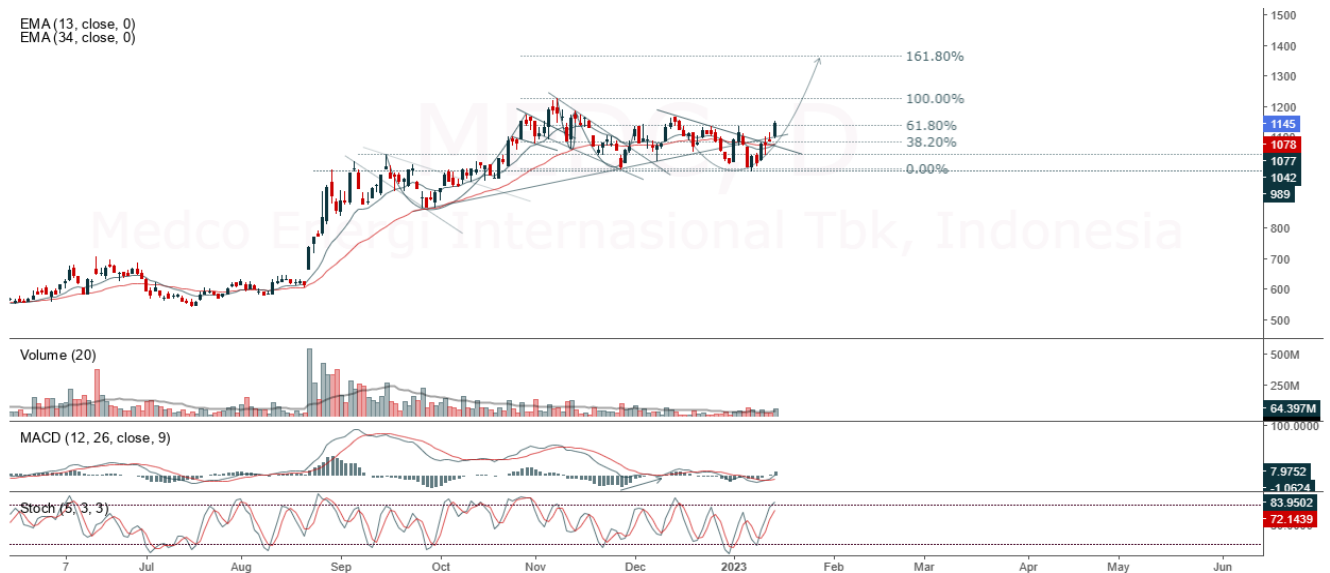 EMA (13, close, 0)
EMA (34, close, 0)
MEDC, D
Medco Energi Internasional Tbk, Indonesia
161.80%
100.00%
61.80%
38.20%
0.00%
1500
1400
1300
1200
1145
1100
1078
1077
1042
989
800
700
600
500
Volume (20)
500M
250M
64.397M
MACD (12, 26, close, 9)
100.0000
7.9752
-1.0624
Stoch (5, 3, 3)
83.9502
72.1439
7 Jul Aug Sep Oct Nov Dec 2023 Feb Mar Apr May Jun